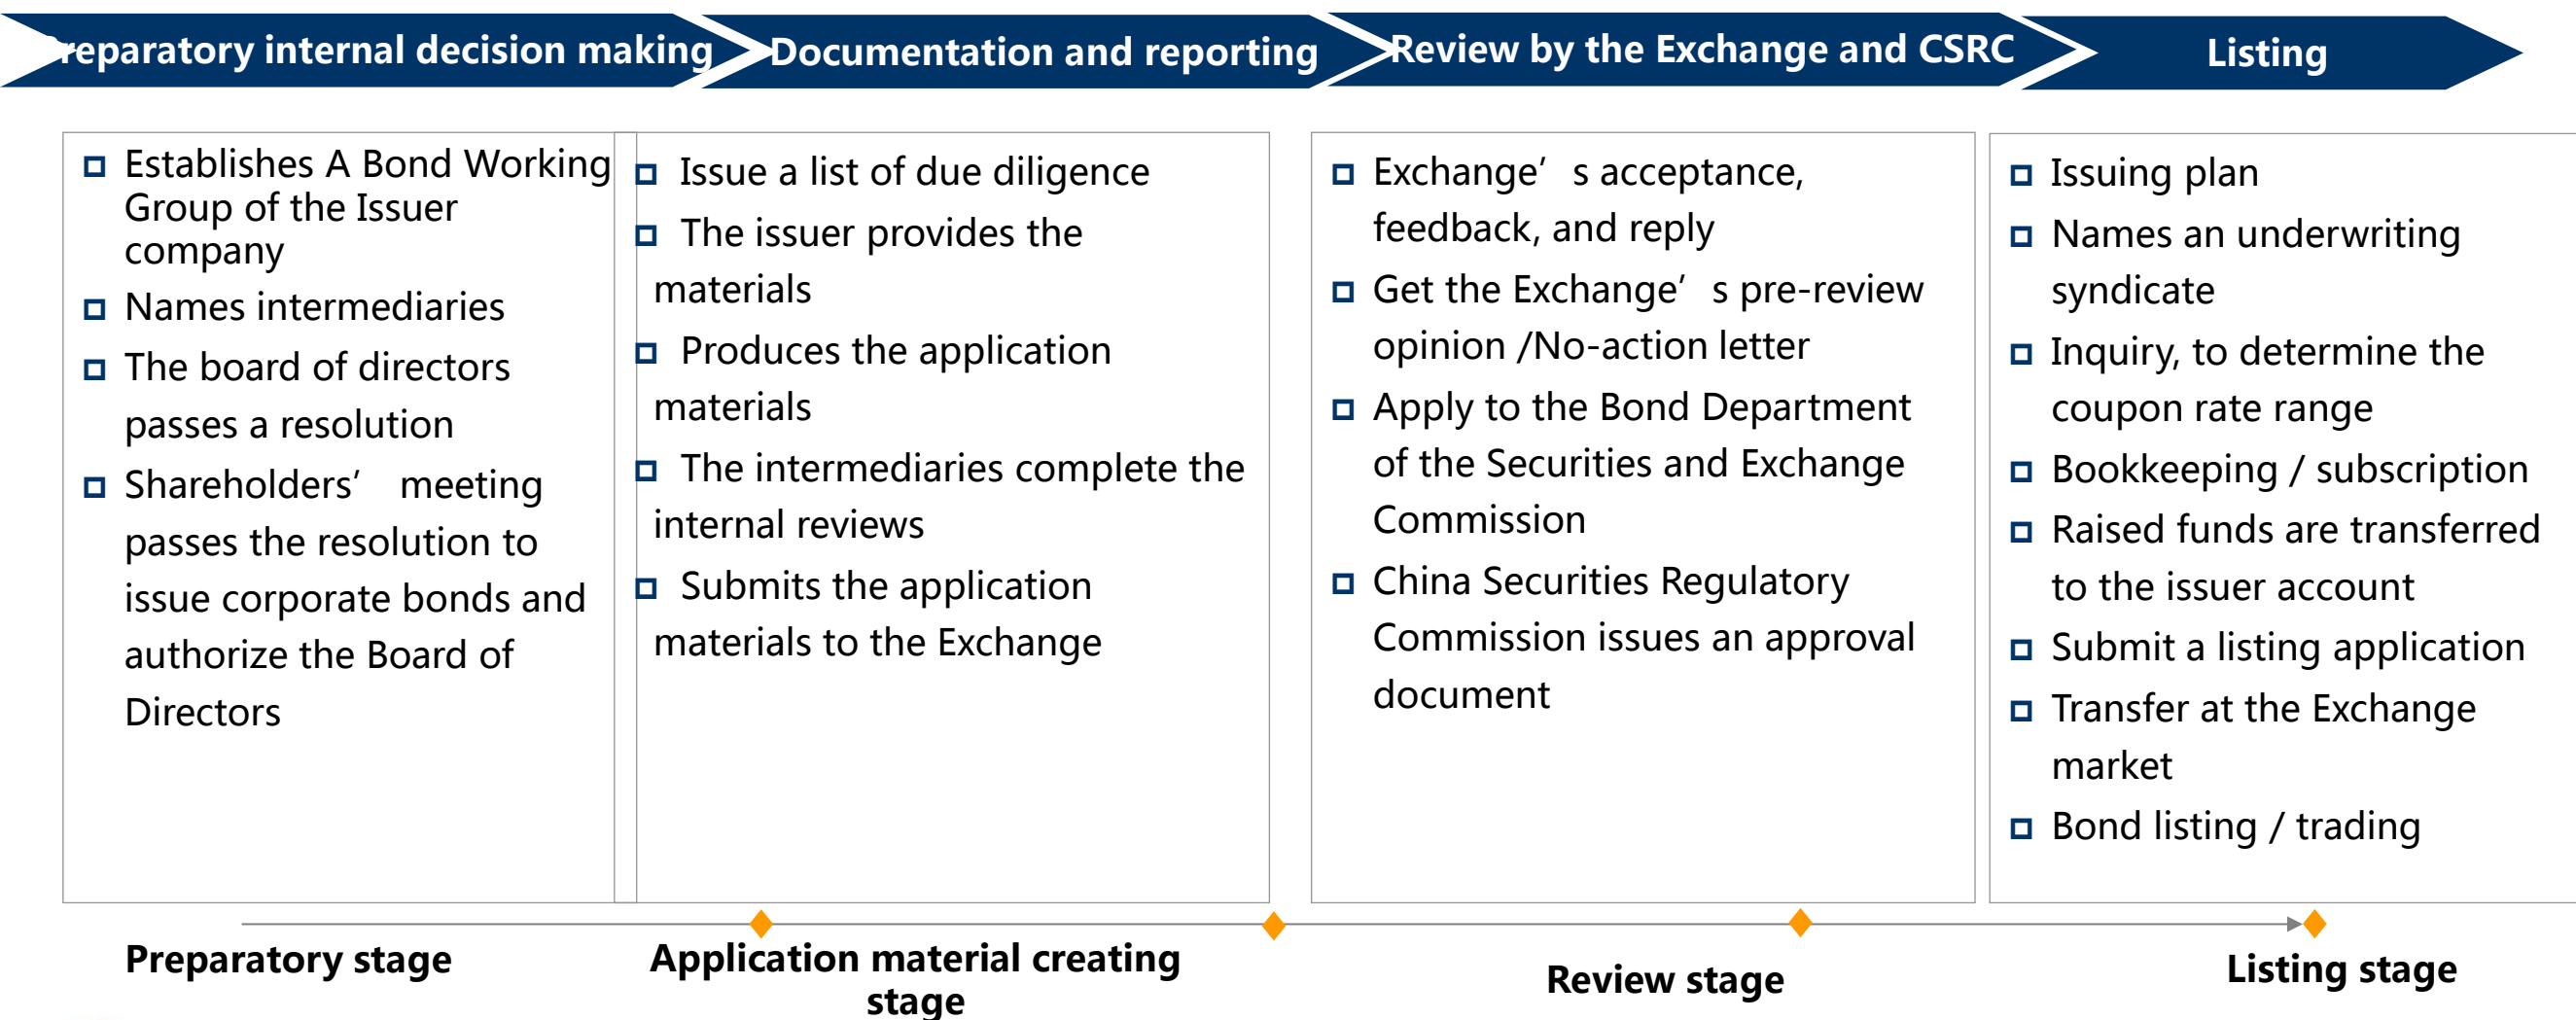 Preparatory internal decision making
Documentation and reporting
Review by the Exchange and CSRC
Listing
Establishes A Bond Working
Group of the Issuer
company
Names intermediaries
The board of directors
passes a resolution
Shareholders’ meeting
passes the resolution to
issue corporate bonds and
authorize the Board of
Directors
Issue a list of due diligence
The issuer provides the
materials
Produces the application
materials
The intermediaries complete the
internal reviews
Submits the application
materials to the Exchange
Exchange’ s acceptance,
feedback, and reply
Get the Exchange’ s pre-review
opinion /No-action letter
Apply to the Bond Department
of the Securities and Exchange
Commission
China Securities Regulatory
Commission issues an approval
document
Issuing plan
Names an underwriting
syndicate
Inquiry, to determine the
coupon rate range
Bookkeeping / subscription
Raised funds are transferred
to the issuer account
Submit a listing application
Transfer at the Exchange
market
Bond listing / trading
Preparatory stage
Application material creating
stage
Review stage
Listing stage